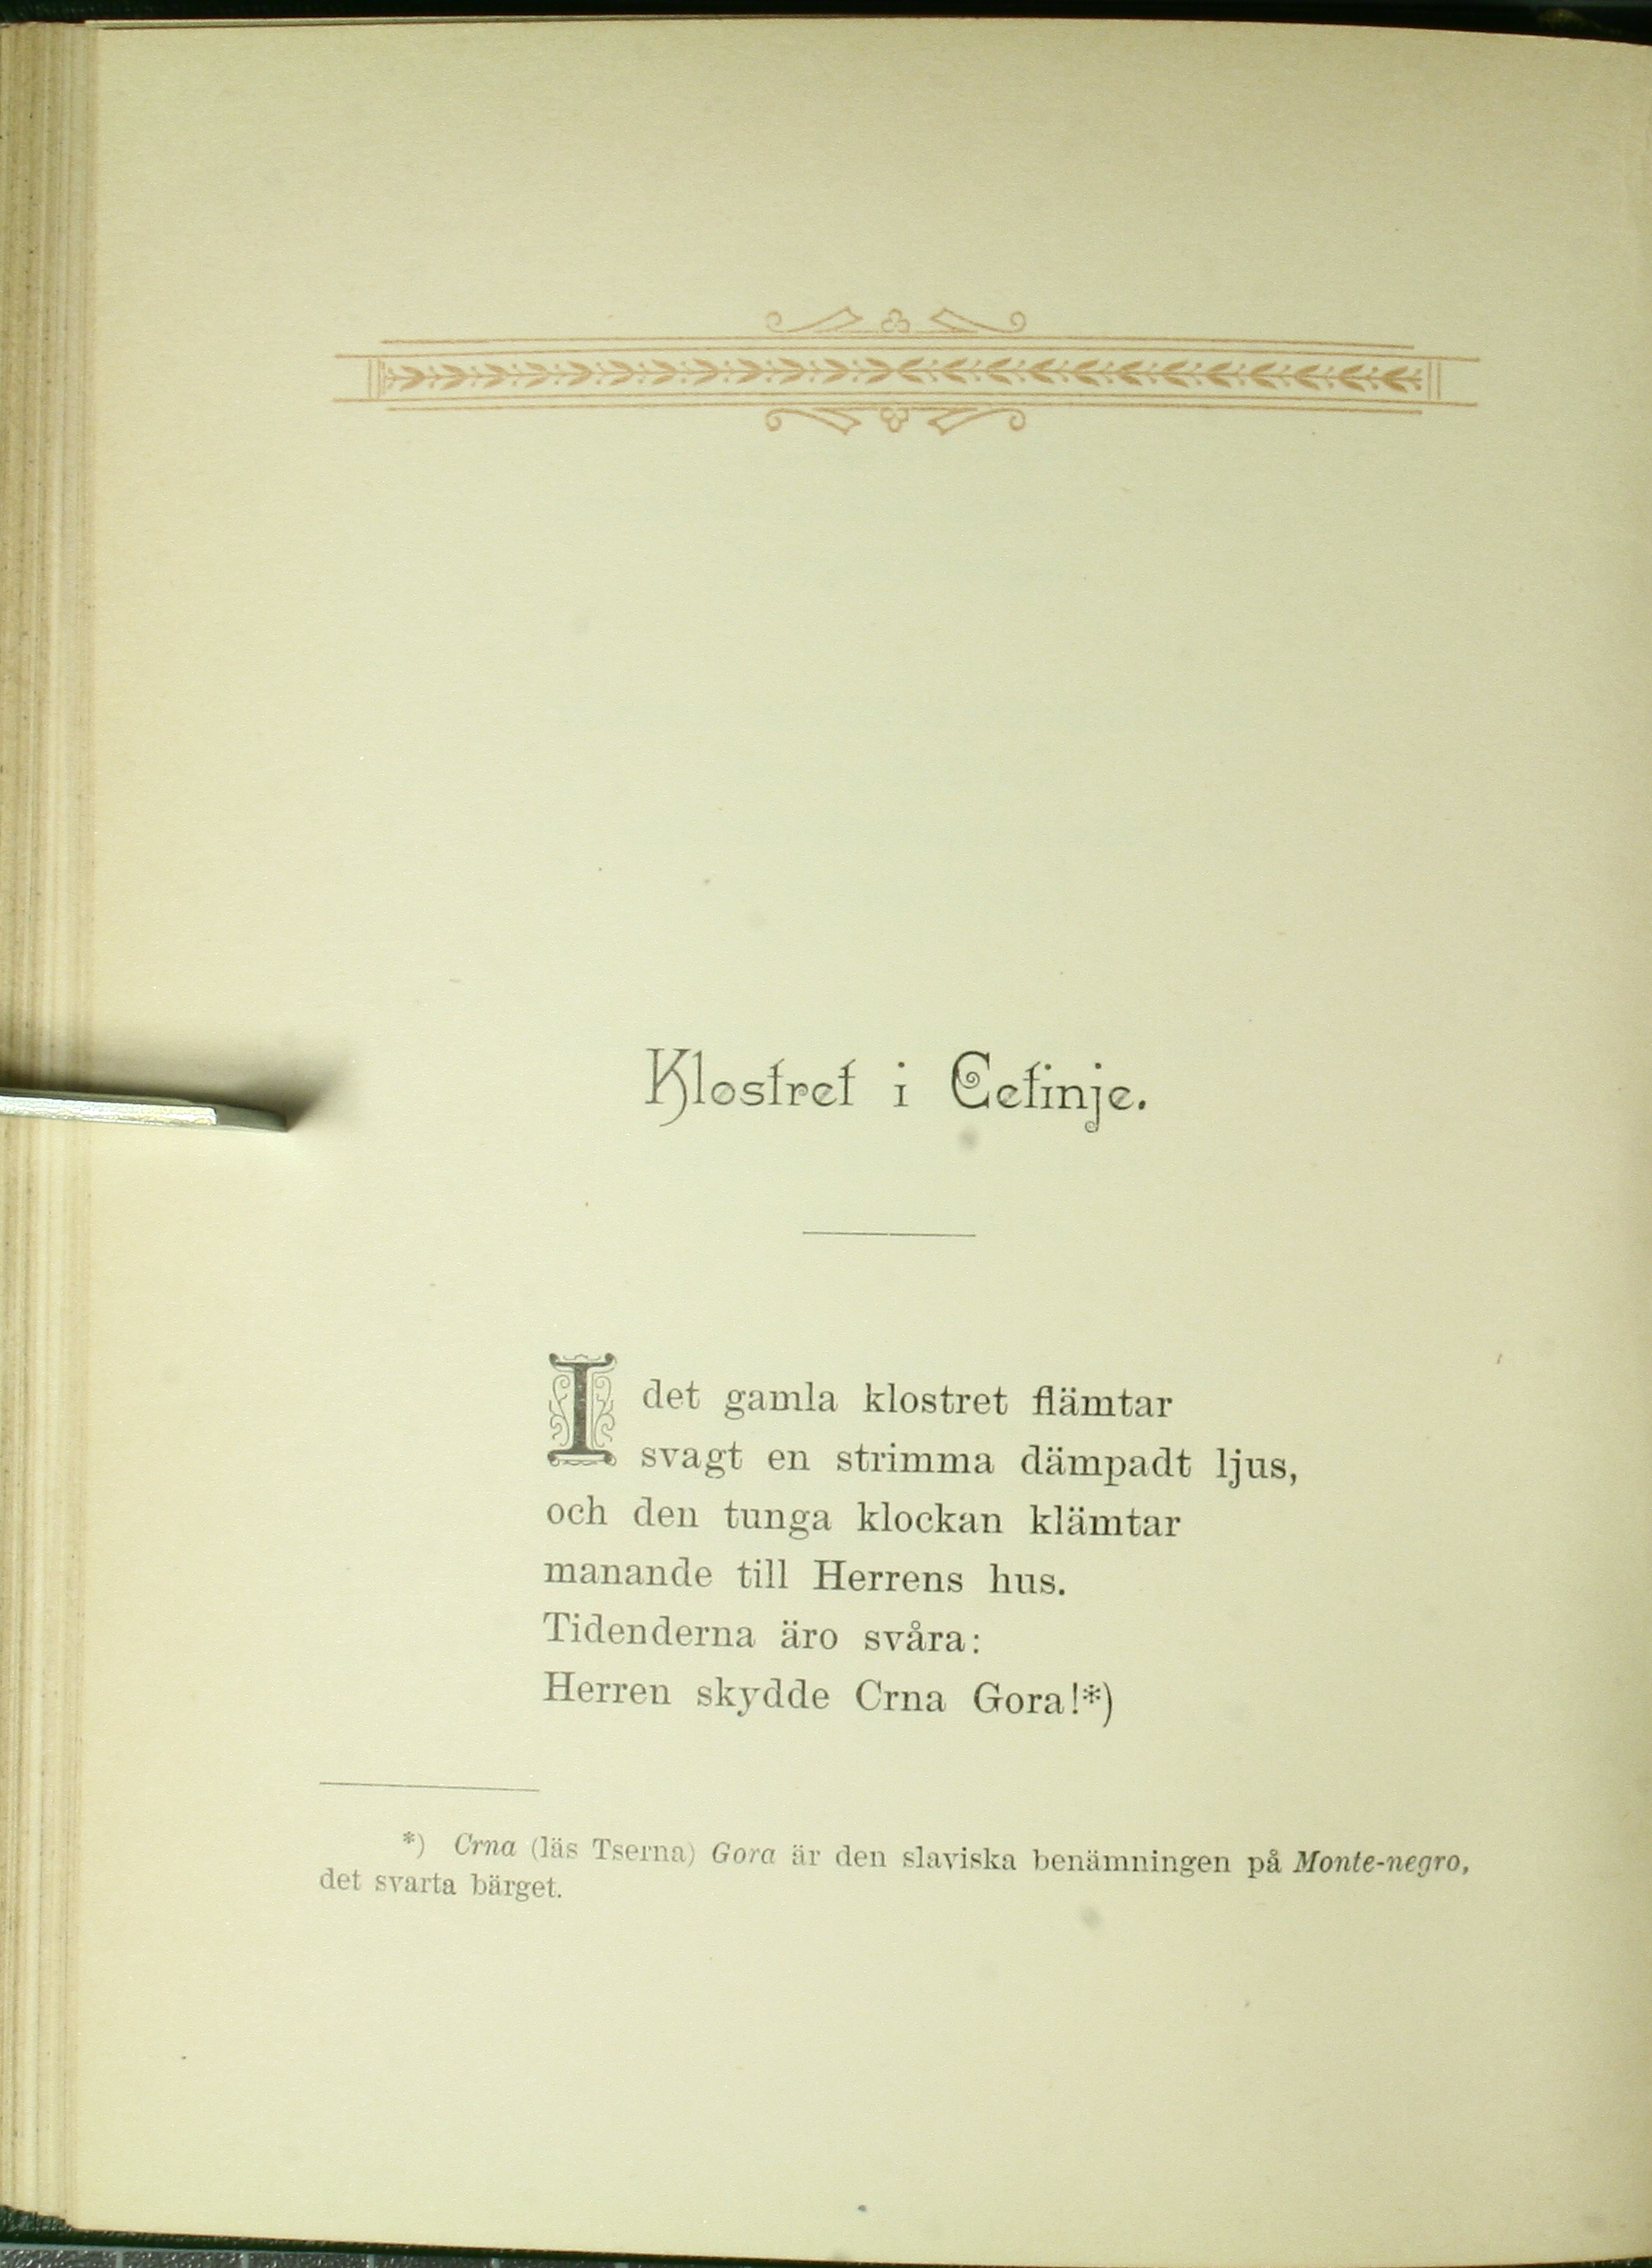 Klostret i Cetinje.
I det gamla klostret flämtar
svagt en strimma dämpadt ljus,
och den tunga klockan klämtar
manande till Herrens hus.
Tidenderna äro svåra:
Herren skydde Crna Gora!*)
*) Crna (läs Tserna) Gora är den slaviska benämningen på Monte-negro,
det svarta bärget.